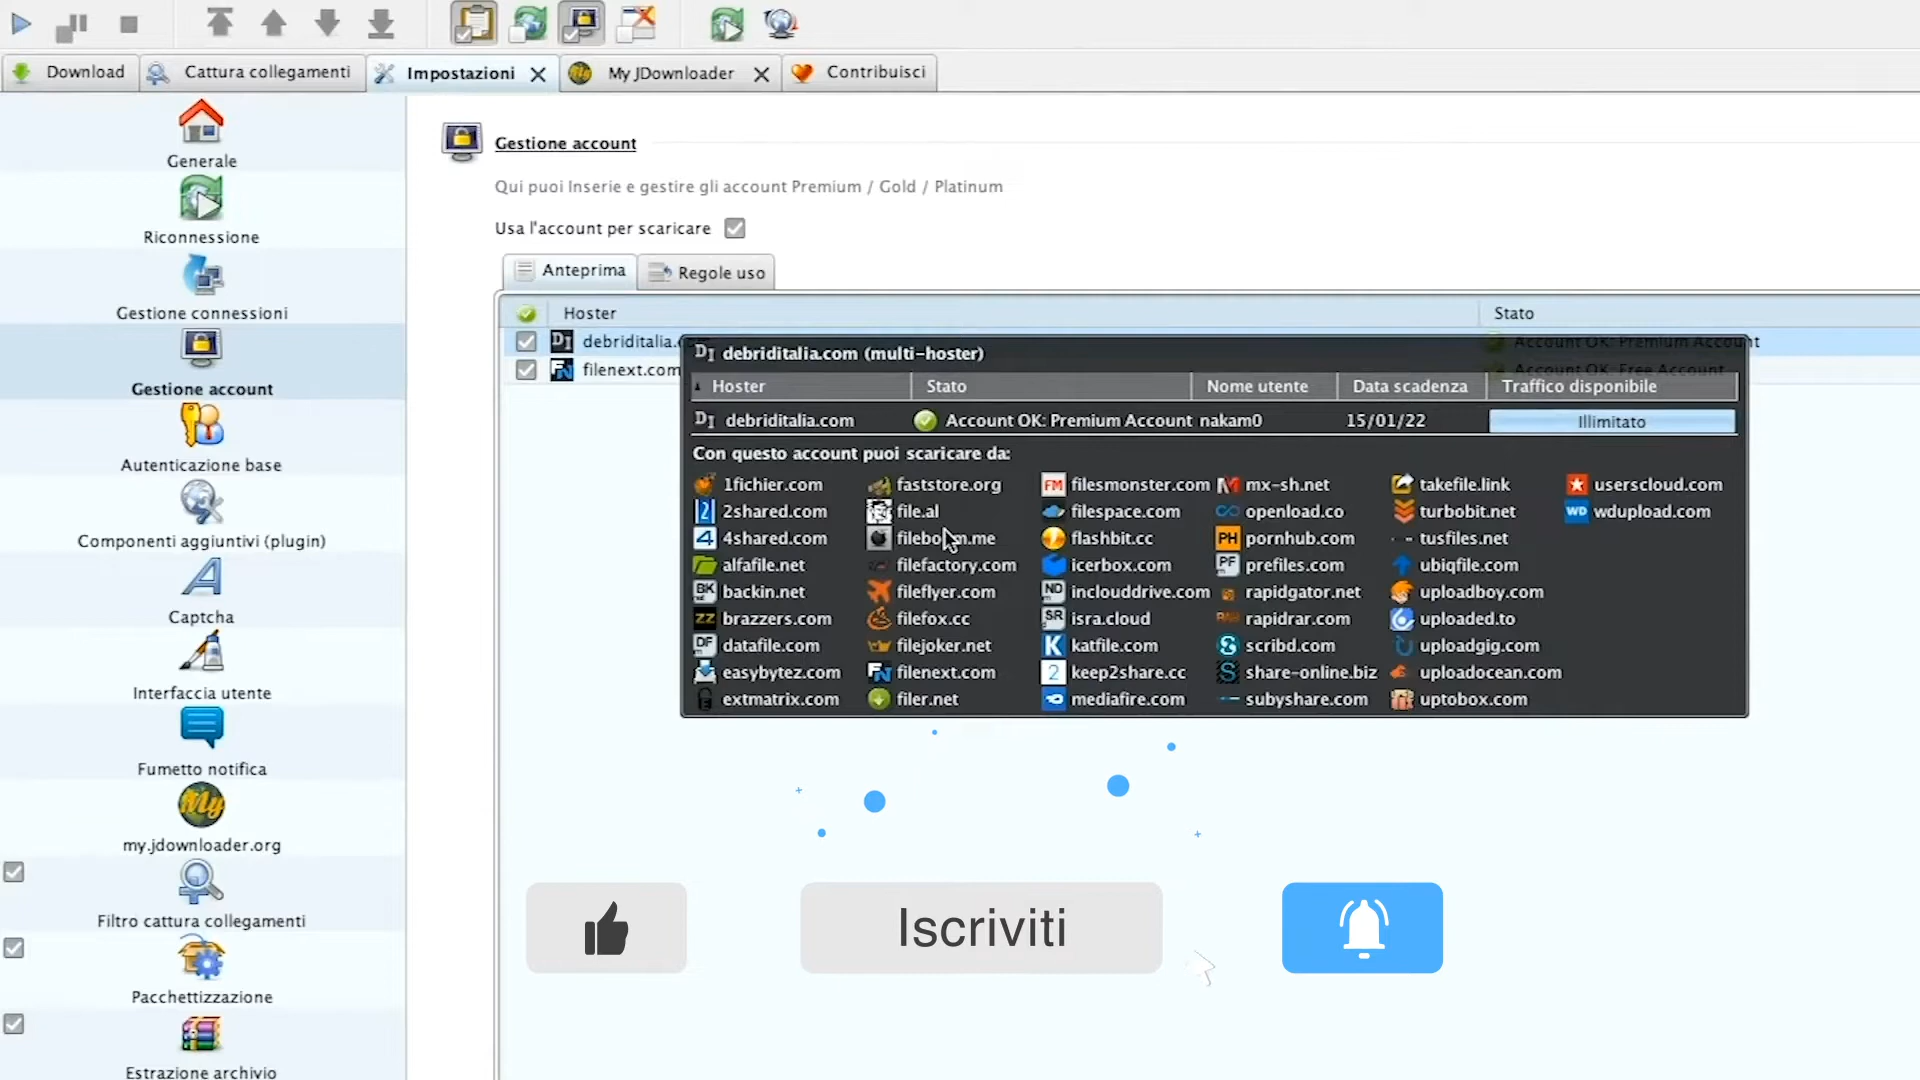 Download
Cattura collegamenti
Impostazioni
My JDownloader
Contribuisci
Generale
Riconnessione
Gestione connessioni
Gestione account
Autenticazione base
Componenti aggiuntivi (plugin)
Captcha
Interfaccia utente
Fumetto notifica
my.jdownloader.org
Filtro cattura collegamenti
Pacchettizzazione
Estrazione archivio
Gestione account
Qui puoi Inserie e gestire gli account Premium / Gold / Platinum
Usa l'account per scaricare
Anteprima
Regole uso
Hoster Stato
debriditalia. Account OK: Premium Account
filenext.com Account OK: Free Account
debriditalia.com (multi-hoster)
Hoster Stato Nome utente Data scadenza Traffico disponibile
debriditalia.com Account OK: Premium Account nakam0 15/01/22 Illimitato
Con questo account puoi scaricare da:
1fichier.com faststore.org filesmonster.com mx-sh.net takefile.link userscloud.com
2shared.com file.al filespace.com openload.co turbobit.net wdupload.com
4shared.com flashbit.cc pornhub.com tusfiles.net
alfafile.net filefactory.com icerbox.com prefiles.com ubiqfile.com
backin.net fileflyer.com inclouddrive.com rapidgator.net uploadboy.com
brazzers.com filefox.cc isra.cloud rapidrar.com uploaded.to
datafile.com filejoker.net katfile.com scribd.com uploadgig.com
easybytez.com filenext.com keep2share.cc share-online.biz uploadocean.com
extmatrix.com filer.net mediafire.com subyshare.com uptobox.com
Iscriviti